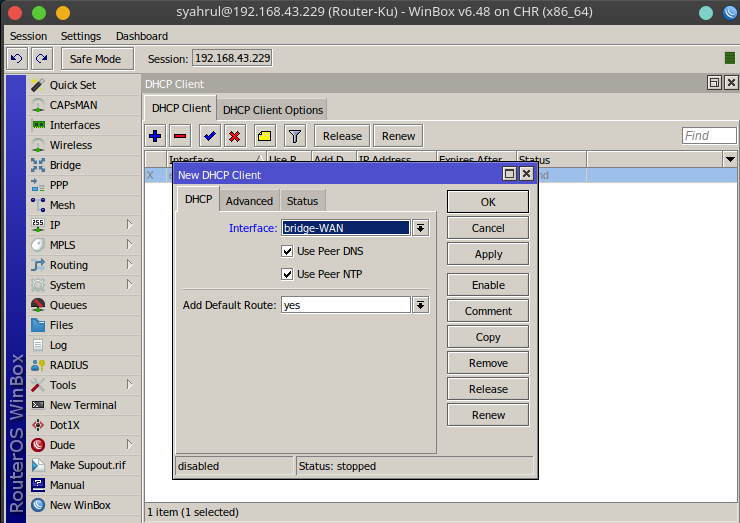 syahrul@192.168.43.229 (Router-Ku) - WinBox v6.48 on CHR (x86_64)
Session Settings Dashboard
Safe Mode Session: 192.168.43.229
Quick Set
CAPsMAN
Interfaces
Wireless
Bridge
PPP
Mesh
IP
MPLS
Routing
System
Queues
Files
Log
RADIUS
Tools
New Terminal
Dot1X
Dude
Make Supout.rif
Manual
New WinBox
RouterOS WinBox
DHCP Client
DHCP Client DHCP Client Options
Release Renew Find
Interface Use P... Add D... IP Address Expires After Status
X
New DHCP Client
DHCP Advanced Status
Interface: bridge-WAN
Use Peer DNS
Use Peer NTP
Add Default Route: yes
OK
Cancel
Apply
Enable
Comment
Copy
Remove
Release
Renew
disabled Status: stopped
1 item (1 selected)